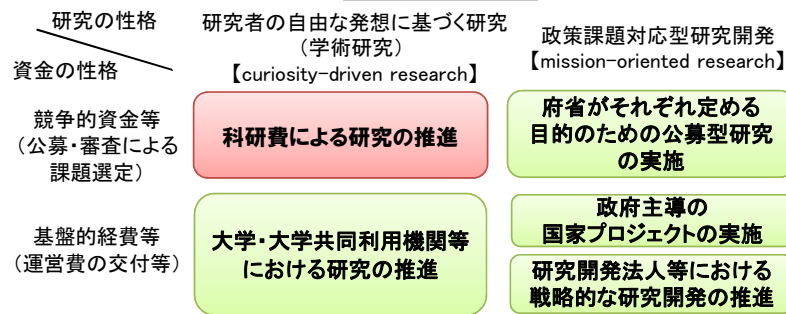 研究の性格
資金の性格
研究者の自由な発想に基づく研究
（学術研究）
【curiosity-driven research】
政策課題対応型研究開発
【mission-oriented research】
競争的資金等
（公募・審査による
課題選定）
科研費による研究の推進
府省がそれぞれ定める
目的のための公募型研究
の実施
基盤的経費等
（運営費の交付等）
大学・大学共同利用機関等
における研究の推進
政府主導の
国家プロジェクトの実施
研究開発法人等における
戦略的な研究開発の推進